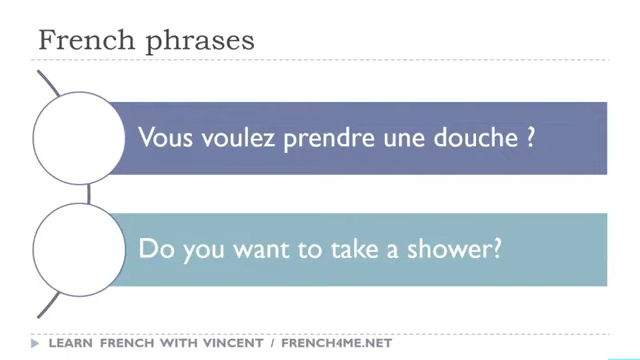 French phrases
Vous voulez prendre une douche ?
Do you want to take a shower?
LEARN FRENCH WITH VINCENT / FRENCH4ME.NET